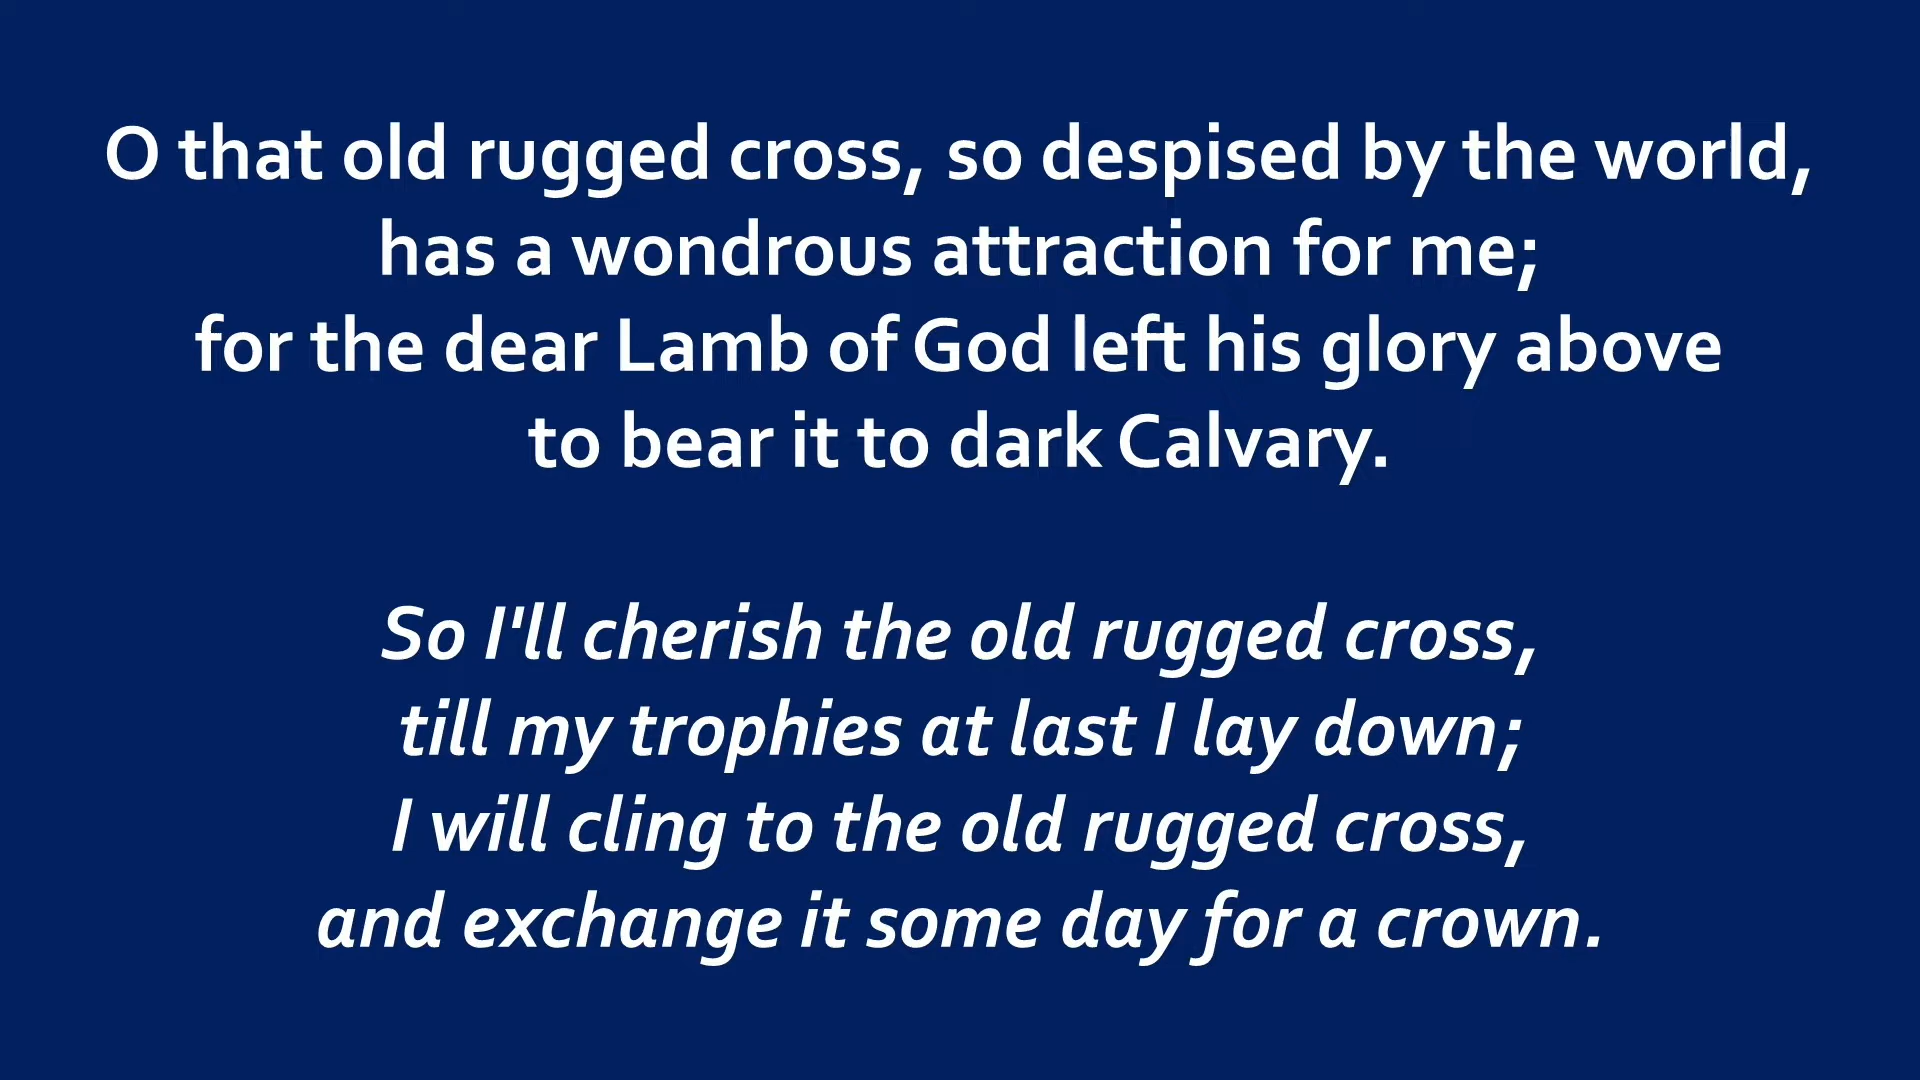 O that old rugged cross, so despised by the world,
has a wondrous attraction for me;
for the dear Lamb of God left his glory above
to bear it to dark Calvary.
So I'll cherish the old rugged cross,
till my trophies at last I lay down;
I will cling to the old rugged cross,
and exchange it some day for a crown.